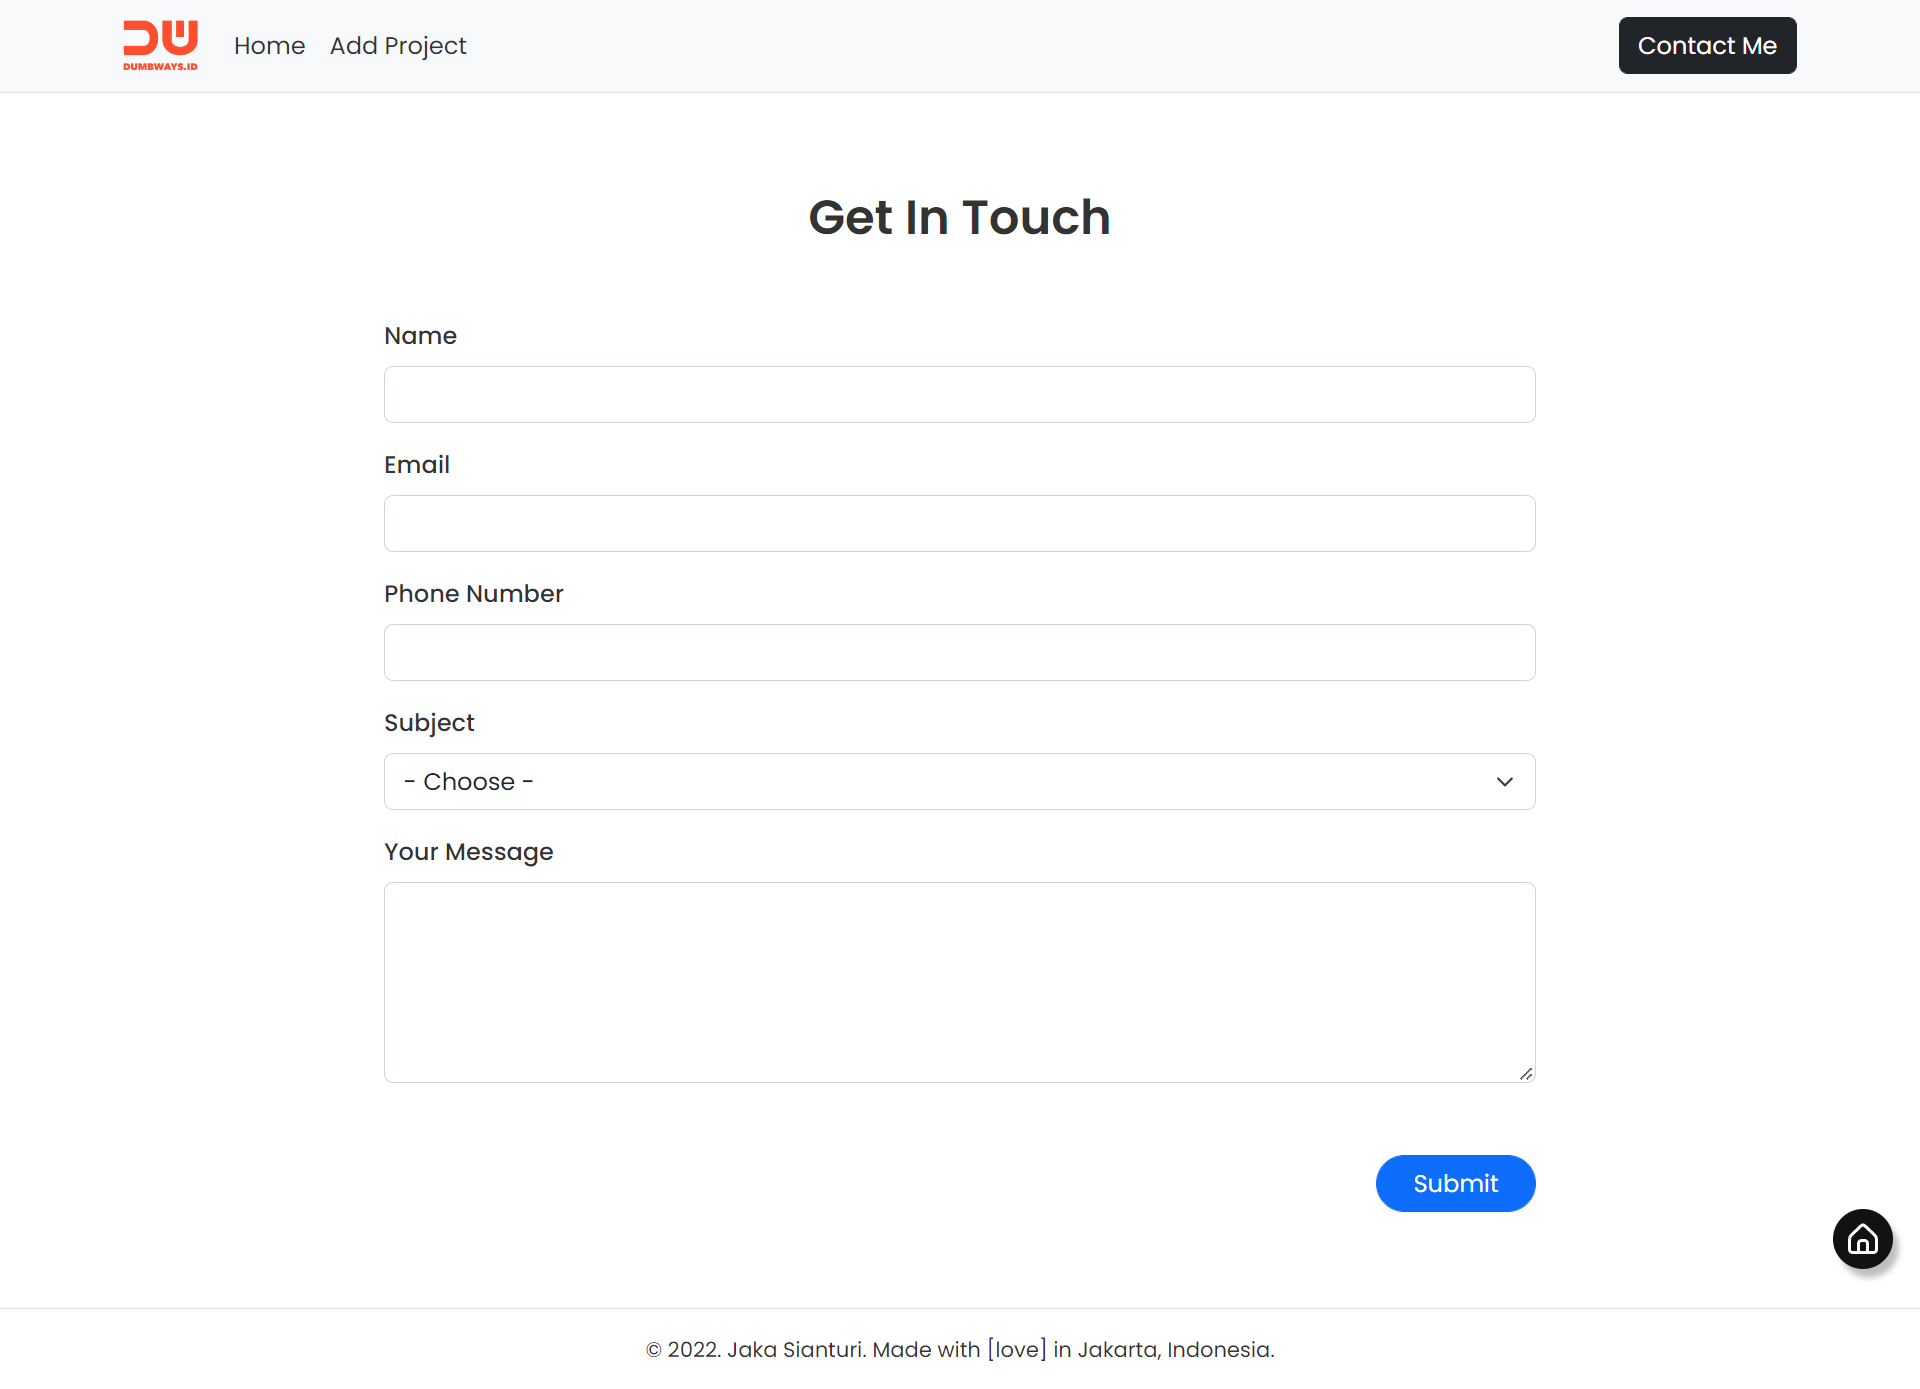 DUMBWAYS.ID
Home
Add Project
Contact Me
Get In Touch
Name
Email
Phone Number
Subject
- Choose -
Your Message
Submit
© 2022. Jaka Sianturi. Made with [love] in Jakarta, Indonesia.